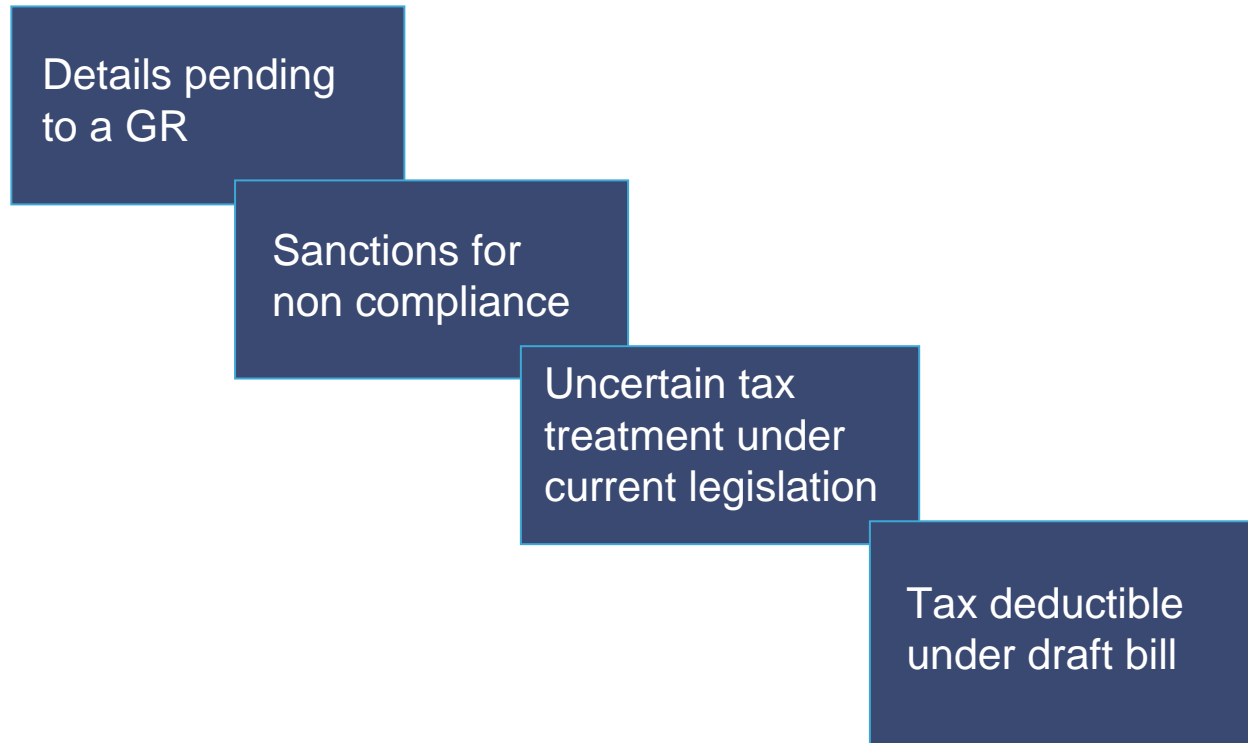 Details pending
to a GR
Sanctions for
non compliance
Uncertain tax
treatment under
current legislation
Tax deductible
under draft bill